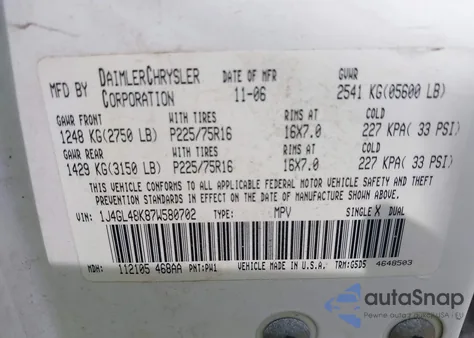 MFD BY DAIMLERCHRYSLER CORPORATION DATE OF MFR 11-06 GVWR 2541 KG(05600 LB)
GAWR FRONT WITH TIRES RIMS AT COLD
1248 KG(2750 LB) P225/75R16 16X7.0 227 KPA( 33 PSI)
GAWR REAR WITH TIRES RIMS AT COLD
1429 KG(3150 LB) P225/75R16 16X7.0 227 KPA( 33 PSI)
THIS VEHICLE CONFORMS TO ALL APPLICABLE FEDERAL MOTOR VEHICLE SAFETY AND THEFT
PREVENTION STANDARDS IN EFFECT ON THE DATE OF MANUFACTURE SHOWN ABOVE.
VIN: 1J4GL48K87W580702 TYPE: MPV SINGLE X DUAL
MDH: 112105 468AA PNT:PW1 VEHICLE MADE IN U.S.A. TRM:G5D5 4648503
autoSnap